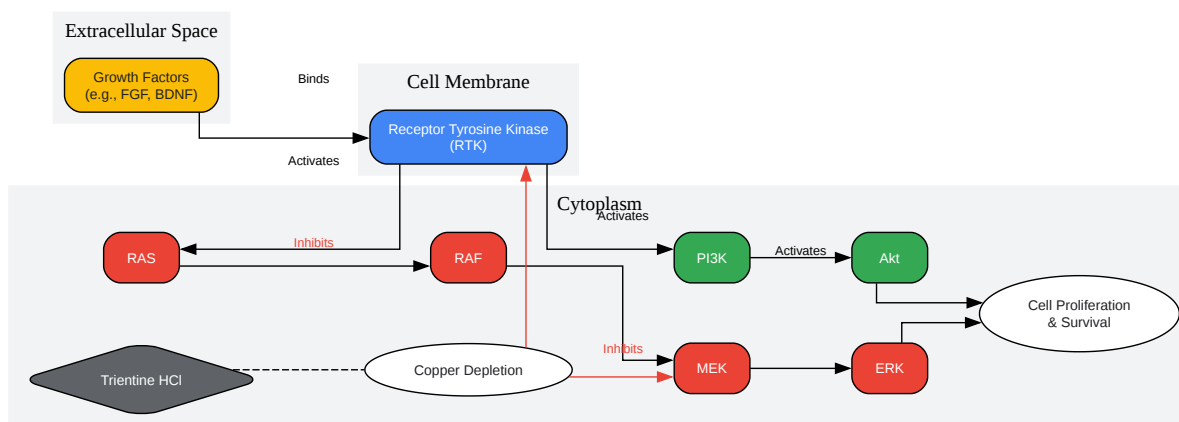 Extracellular Space
Growth Factors
(e.g., FGF, BDNF)
Binds
Cell Membrane
Receptor Tyrosine Kinase
(RTK)
Activates
Cytoplasm
Activates
Inhibits
RAS
RAF
PI3K
Activates
Akt
Cell Proliferation
& Survival
Inhibits
Trientine HCl
Copper Depletion
MEK
ERK